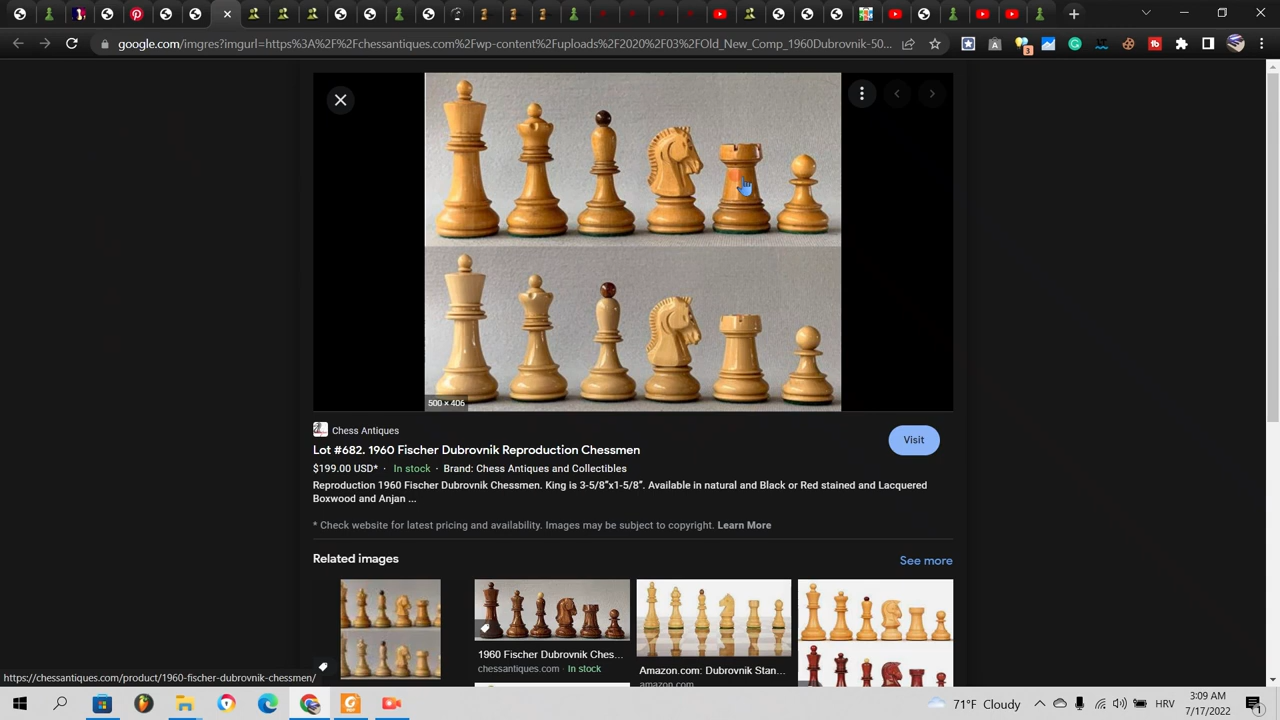 google.com/imgres?imgurl=https%3A%2F%2Fchessantiques.com%2Fwp-content%2Fuploads%2F2020%2F03%2FOld_New_Comp_1960Dubrovnik-50...
3
500 × 406
Chess Antiques
Visit
Lot #682. 1960 Fischer Dubrovnik Reproduction Chessmen
$199.00 USD* · In stock · Brand: Chess Antiques and Collectibles
Reproduction 1960 Fischer Dubrovnik Chessmen. King is 3-5/8”x1-5/8”. Available in natural and Black or Red stained and Lacquered
Boxwood and Anjan ...
* Check website for latest pricing and availability. Images may be subject to copyright. Learn More
Related images
See more
1960 Fischer Dubrovnik Ches...
chessantiques.com · In stock
Amazon.com: Dubrovnik Stan...
amazon.com
https://chessantiques.com/product/1960-fischer-dubrovnik-chessmen/
71°F Cloudy
HRV
3:09 AM
7/17/2022
1